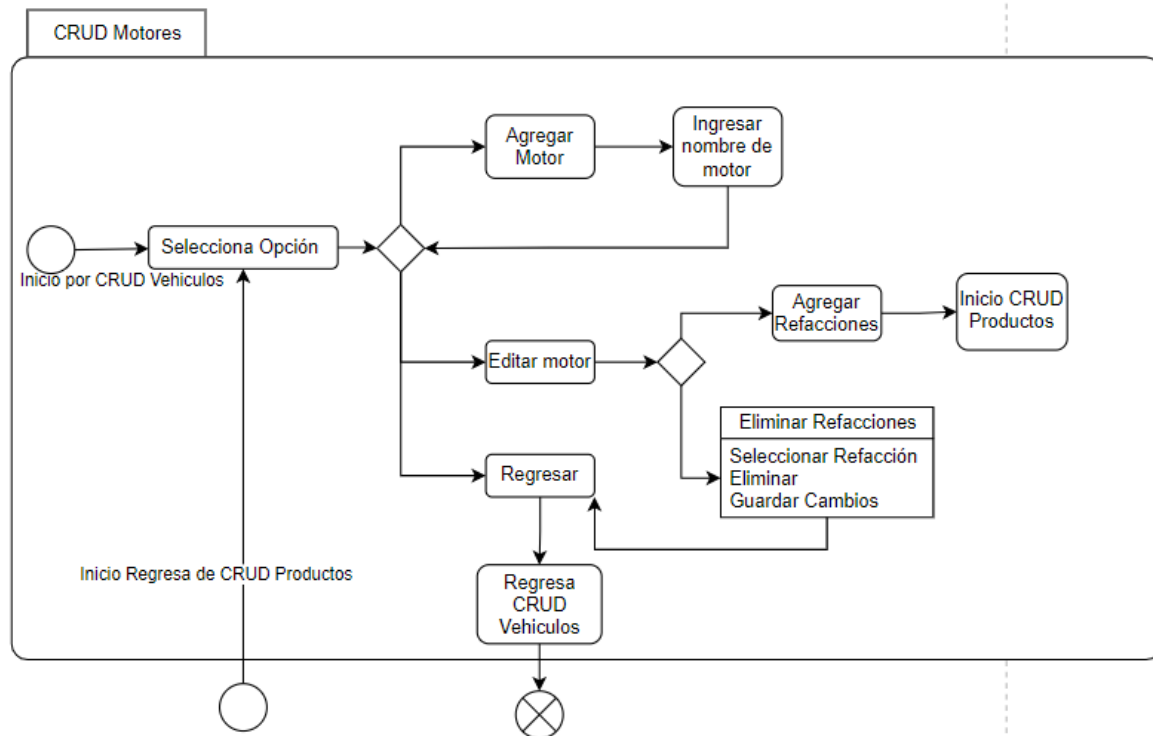 CRUD Motores
Agregar
Motor
Ingresar
nombre de
motor
Selecciona Opción
Inicio por CRUD Vehiculos
Agregar
Refacciones
Inicio CRUD
Productos
Editar motor
Eliminar Refacciones
Seleccionar Refacción
Eliminar
Guardar Cambios
Regresar
Inicio Regresa de CRUD Productos
Regresa
CRUD
Vehiculos